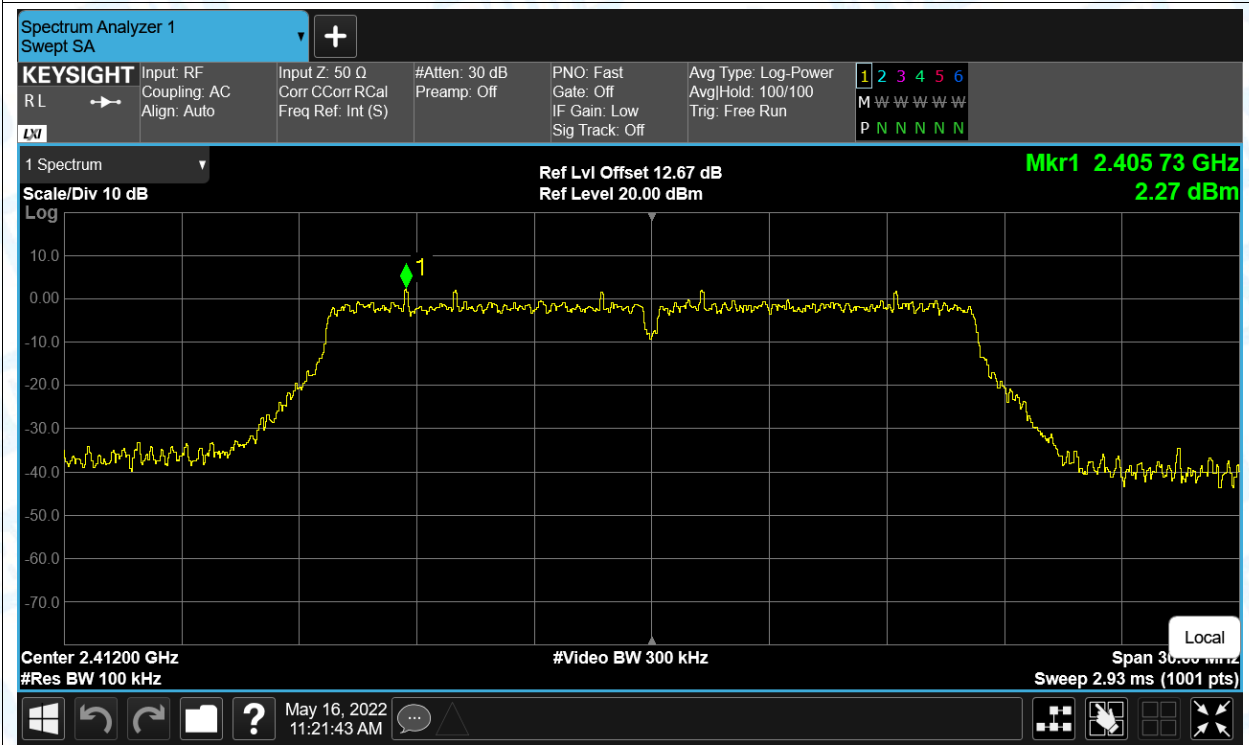 Spectrum Analyzer 1
Swept SA
KEYSIGHT
R L
LXI
Input: RF
Coupling: AC
Align: Auto
Input Z: 50 Ω
Corr CCorr RCal
Freq Ref: Int (S)
#Atten: 30 dB
Preamp: Off
PNO: Fast
Gate: Off
IF Gain: Low
Sig Track: Off
Avg Type: Log-Power
Avg|Hold: 100/100
Trig: Free Run
1 2 3 4 5 6
M W W W W W
P N N N N N
1 Spectrum
Scale/Div 10 dB
Log
Ref Lvl Offset 12.67 dB
Ref Level 20.00 dBm
Mkr1 2.405 73 GHz
2.27 dBm
1
10.0
0.00
-10.0
-20.0
-30.0
-40.0
-50.0
-60.0
-70.0
Local
Center 2.41200 GHz
#Video BW 300 kHz
Span 30.00 MHz
#Res BW 100 kHz
Sweep 2.93 ms (1001 pts)
?
May 16, 2022
11:21:43 AM